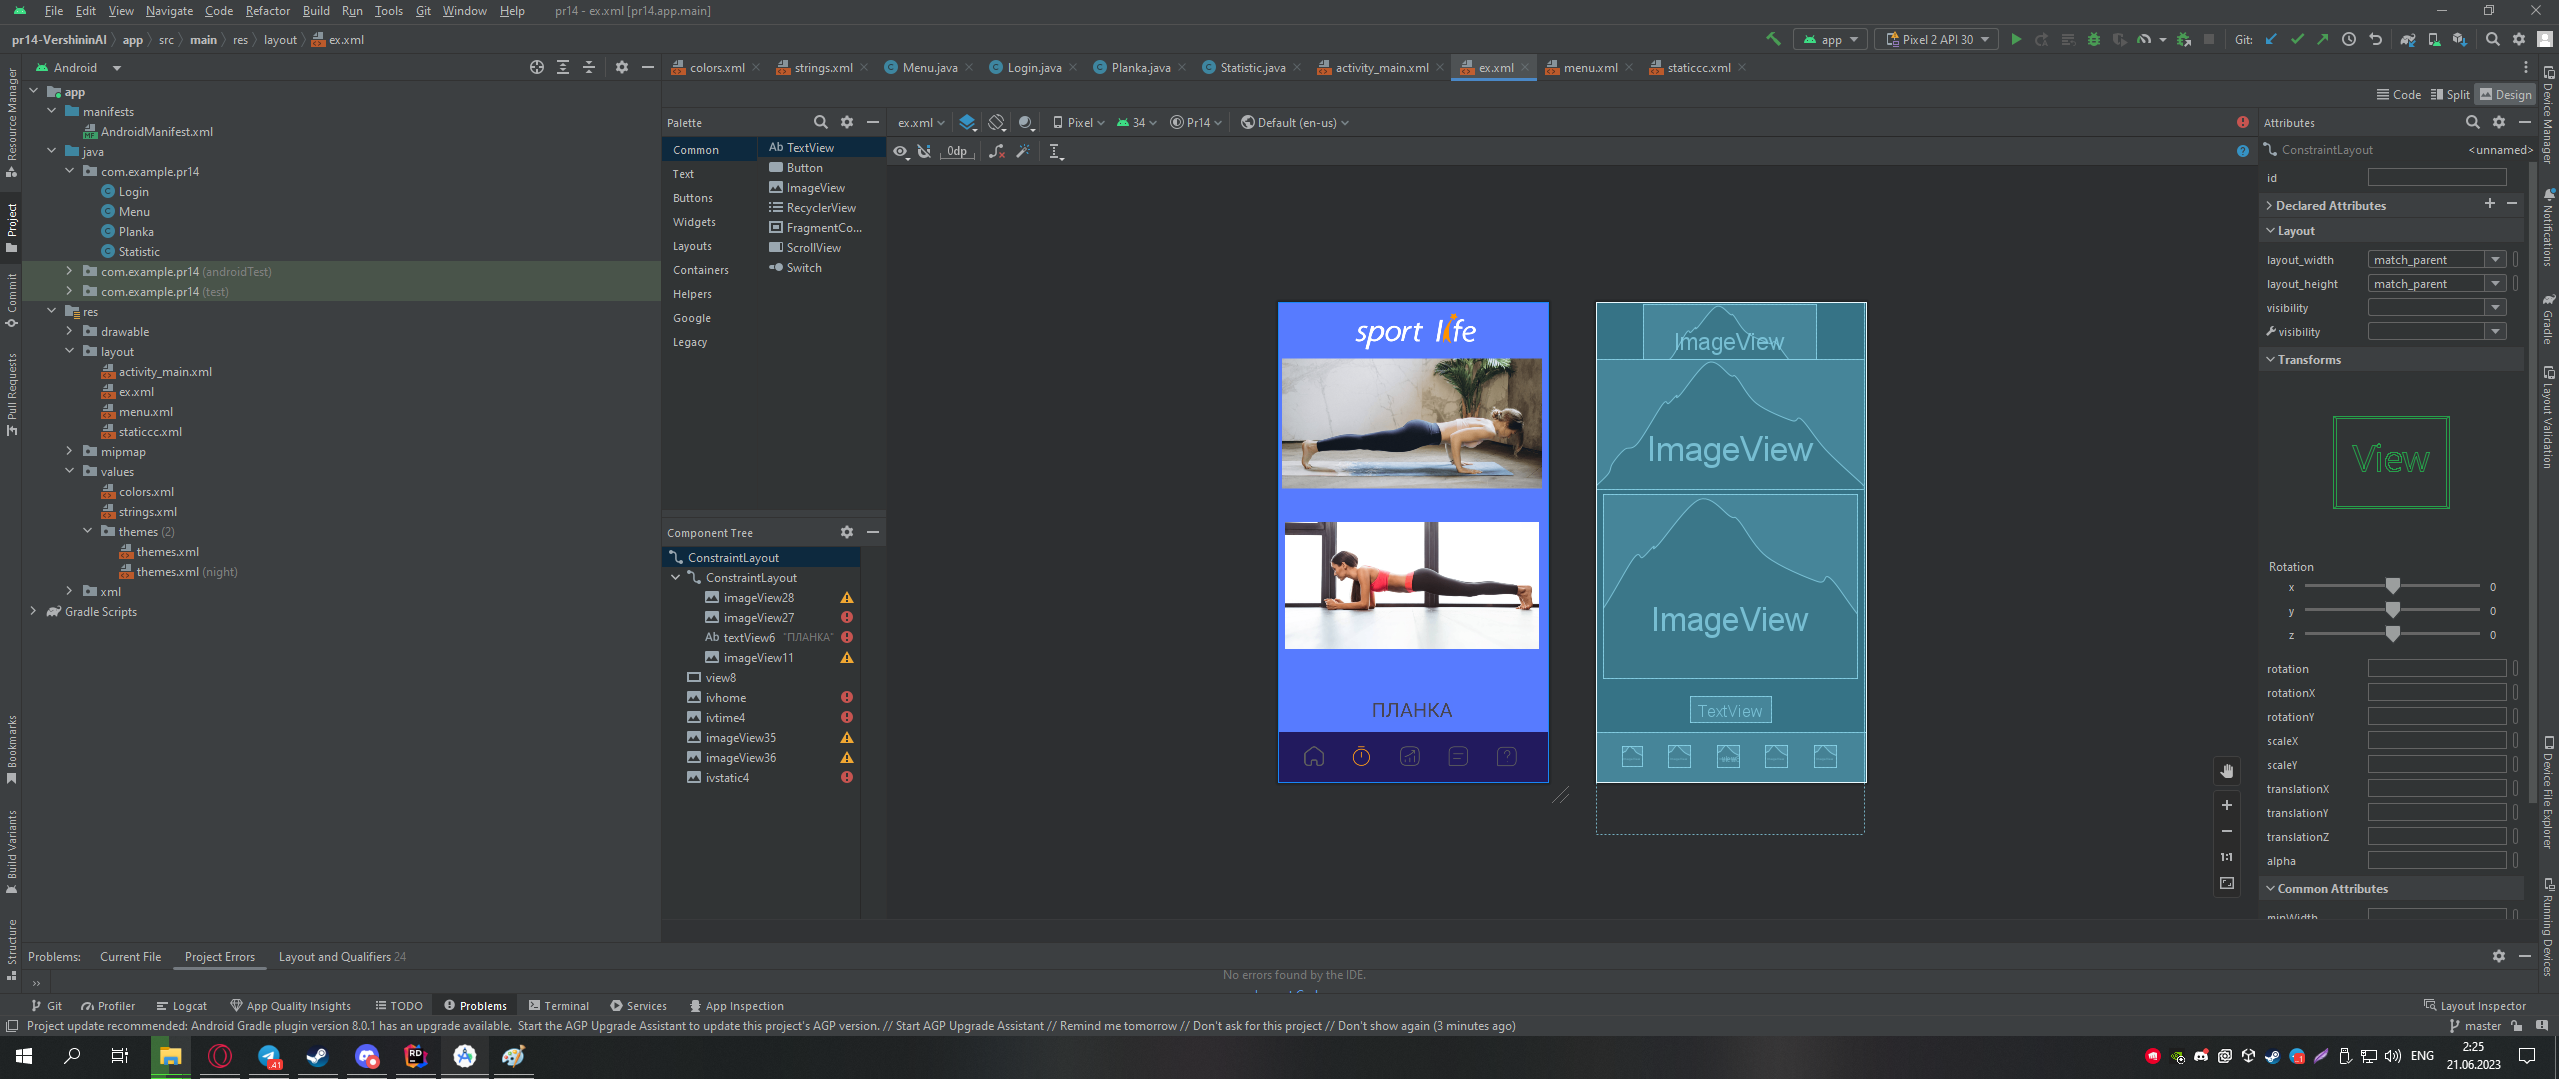 File Edit View Navigate Code Refactor Build Run Tools Git Window Help pr14 - ex.xml [pr14.app.main]
pr14-VershininAI app src main res layout ex.xml
app Pixel 2 API 30 Git:
Android
colors.xml strings.xml Menu.java Login.java Planka.java Statistic.java activity_main.xml ex.xml menu.xml staticcc.xml
Code Split Design
app
manifests
AndroidManifest.xml
java
com.example.pr14
Login
Menu
Planka
Statistic
com.example.pr14 (androidTest)
com.example.pr14 (test)
res
drawable
layout
activity_main.xml
ex.xml
menu.xml
staticcc.xml
mipmap
values
colors.xml
strings.xml
themes (2)
themes.xml
themes.xml (night)
xml
Gradle Scripts
Resource Manager
Project
Commit
Pull Requests
Bookmarks
Build Variants
Structure
Palette
Common
Text
Buttons
Widgets
Layouts
Containers
Helpers
Google
Legacy
Ab TextView
Button
ImageView
RecyclerView
FragmentCo...
ScrollView
Switch
Component Tree
ConstraintLayout
ConstraintLayout
imageView28
imageView27
Ab textView6 "ПЛАНКА"
imageView11
view8
ivhome
ivtime4
imageView35
imageView36
ivstatic4
ex.xml Pixel 34 Pr14 Default (en-us)
0dp
sport life
ПЛАНКА
ImageView
ImageView
ImageView
TextView
1:1
Attributes
ConstraintLayout <unnamed>
id
Declared Attributes
Layout
layout_width match_parent
layout_height match_parent
visibility
visibility
Transforms
View
Rotation
x 0
y 0
z 0
rotation
rotationX
rotationY
scaleX
scaleY
translationX
translationY
translationZ
alpha
Common Attributes
minWidth
Device Manager
Notifications
Gradle
Layout Validation
Device File Explorer
Running Devices
Problems: Current File Project Errors Layout and Qualifiers 24
No errors found by the IDE.
Git Profiler Logcat App Quality Insights TODO Problems Terminal Services App Inspection Layout Inspector
Project update recommended: Android Gradle plugin version 8.0.1 has an upgrade available. Start the AGP Upgrade Assistant to update this project's AGP version. // Start AGP Upgrade Assistant // Remind me tomorrow // Don't ask for this project // Don't show again (3 minutes ago) master
41 RD
ENG 2:25
21.06.2023